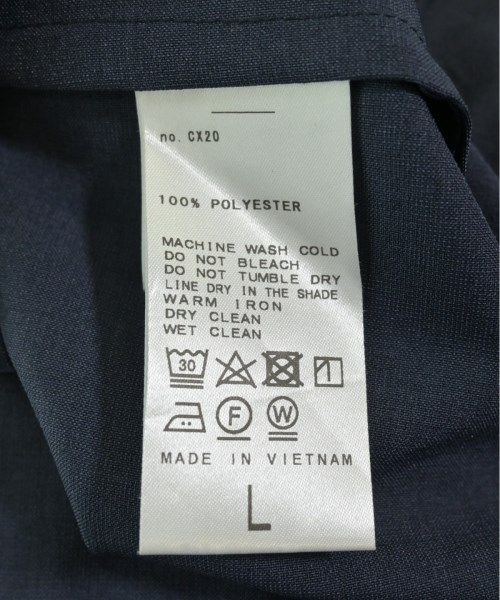 no. CX20
100% POLYESTER
MACHINE WASH COLD
DO NOT BLEACH
DO NOT TUMBLE DRY
LINE DRY IN THE SHADE
WARM IRON
DRY CLEAN
WET CLEAN
30
F W
MADE IN VIETNAM
L